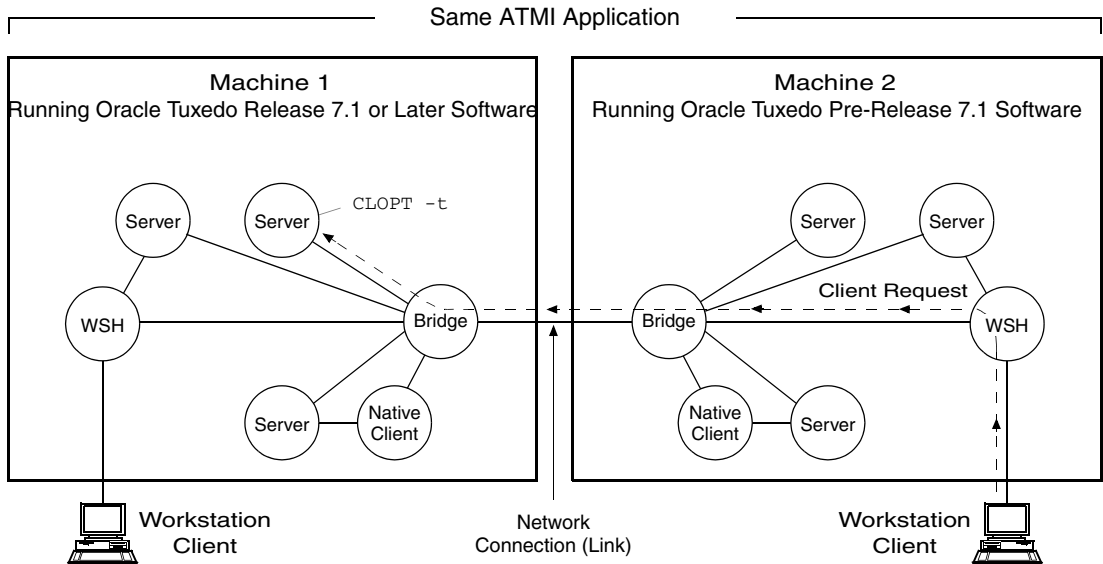 Same ATMI Application
Machine 1
Running Oracle Tuxedo Release 7.1 or Later Software
Machine 2
Running Oracle Tuxedo Pre-Release 7.1 Software
Server
Server
CLOPT -t
WSH
Bridge
Server
Native
Client
Server
Server
Client Request
Bridge
WSH
Native
Client
Server
Workstation
Client
Network
Connection (Link)
Workstation
Client